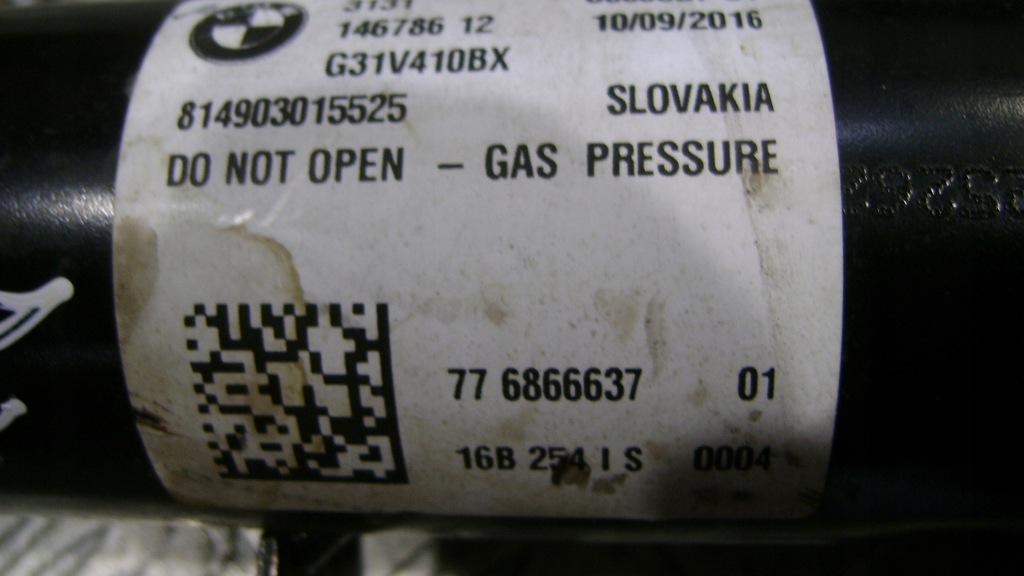 3131
146786 12 10/09/2016
G31V410BX
814903015525 SLOVAKIA
DO NOT OPEN – GAS PRESSURE
77 6866637 01
16B 254 I S 0004